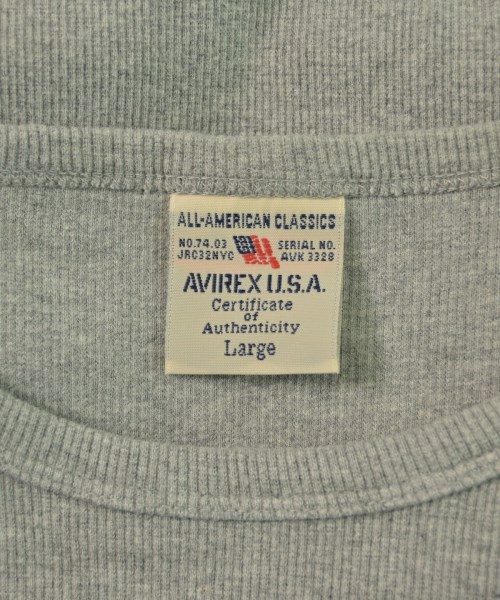 ALL-AMERICAN CLASSICS
NO.74.03 SERIAL NO.
JRC32NYC AVK 3328
AVIREX U.S.A.
Certificate
of
Authenticity
Large